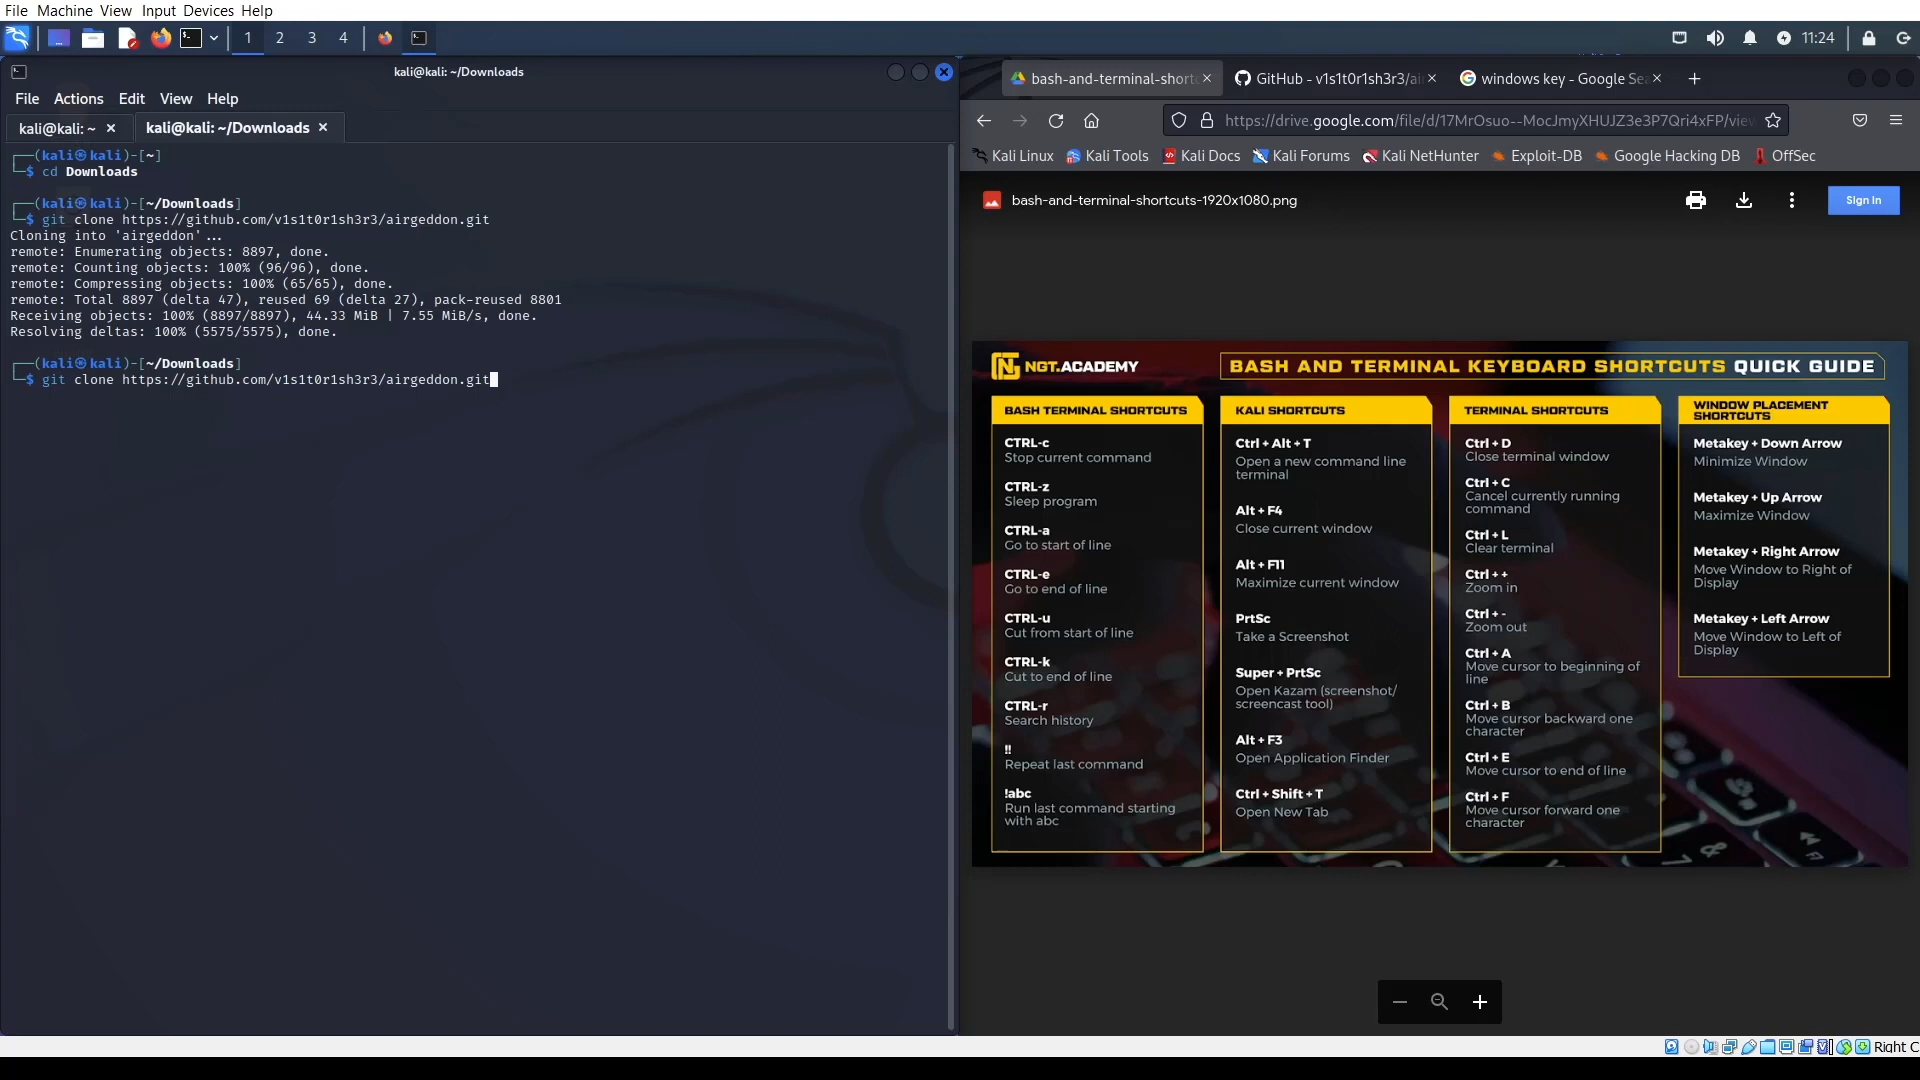 File Machine View Input Devices Help
1 2 3 4
11:24
kali@kali: ~/Downloads
File Actions Edit View Help
kali@kali: ~ × kali@kali: ~/Downloads ×
┌──(kali㉿kali)-[~]
└─$ cd Downloads
┌──(kali㉿kali)-[~/Downloads]
└─$ git clone https://github.com/v1s1t0r1sh3r3/airgeddon.git
Cloning into 'airgeddon'...
remote: Enumerating objects: 8897, done.
remote: Counting objects: 100% (96/96), done.
remote: Compressing objects: 100% (65/65), done.
remote: Total 8897 (delta 47), reused 69 (delta 27), pack-reused 8801
Receiving objects: 100% (8897/8897), 44.33 MiB | 7.55 MiB/s, done.
Resolving deltas: 100% (5575/5575), done.
┌──(kali㉿kali)-[~/Downloads]
└─$ git clone https://github.com/v1s1t0r1sh3r3/airgeddon.git
bash-and-terminal-short × GitHub - v1s1t0r1sh3r3/ai × windows key - Google Sea × +
https://drive.google.com/file/d/17MrOsuo--MocJmyXHUJZ3e3P7Qri4xFP/view
Kali Linux Kali Tools Kali Docs Kali Forums Kali NetHunter Exploit-DB Google Hacking DB OffSec
bash-and-terminal-shortcuts-1920x1080.png
Sign in
NGT.ACADEMY
BASH AND TERMINAL KEYBOARD SHORTCUTS QUICK GUIDE
BASH TERMINAL SHORTCUTS
CTRL-c
Stop current command
CTRL-z
Sleep program
CTRL-a
Go to start of line
CTRL-e
Go to end of line
CTRL-u
Cut from start of line
CTRL-k
Cut to end of line
CTRL-r
Search history
!!
Repeat last command
!abc
Run last command starting
with abc
KALI SHORTCUTS
Ctrl + Alt + T
Open a new command line
terminal
Alt + F4
Close current window
Alt + F11
Maximize current window
PrtSc
Take a Screenshot
Super + PrtSc
Open Kazam (screenshot/
screencast tool)
Alt + F3
Open Application Finder
Ctrl + Shift + T
Open New Tab
TERMINAL SHORTCUTS
Ctrl + D
Close terminal window
Ctrl + C
Cancel currently running
command
Ctrl + L
Clear terminal
Ctrl + +
Zoom in
Ctrl + -
Zoom out
Ctrl + A
Move cursor to beginning of
line
Ctrl + B
Move cursor backward one
character
Ctrl + E
Move cursor to end of line
Ctrl + F
Move cursor forward one
character
WINDOW PLACEMENT
SHORTCUTS
Metakey + Down Arrow
Minimize Window
Metakey + Up Arrow
Maximize Window
Metakey + Right Arrow
Move Window to Right of
Display
Metakey + Left Arrow
Move Window to Left of
Display
Right C